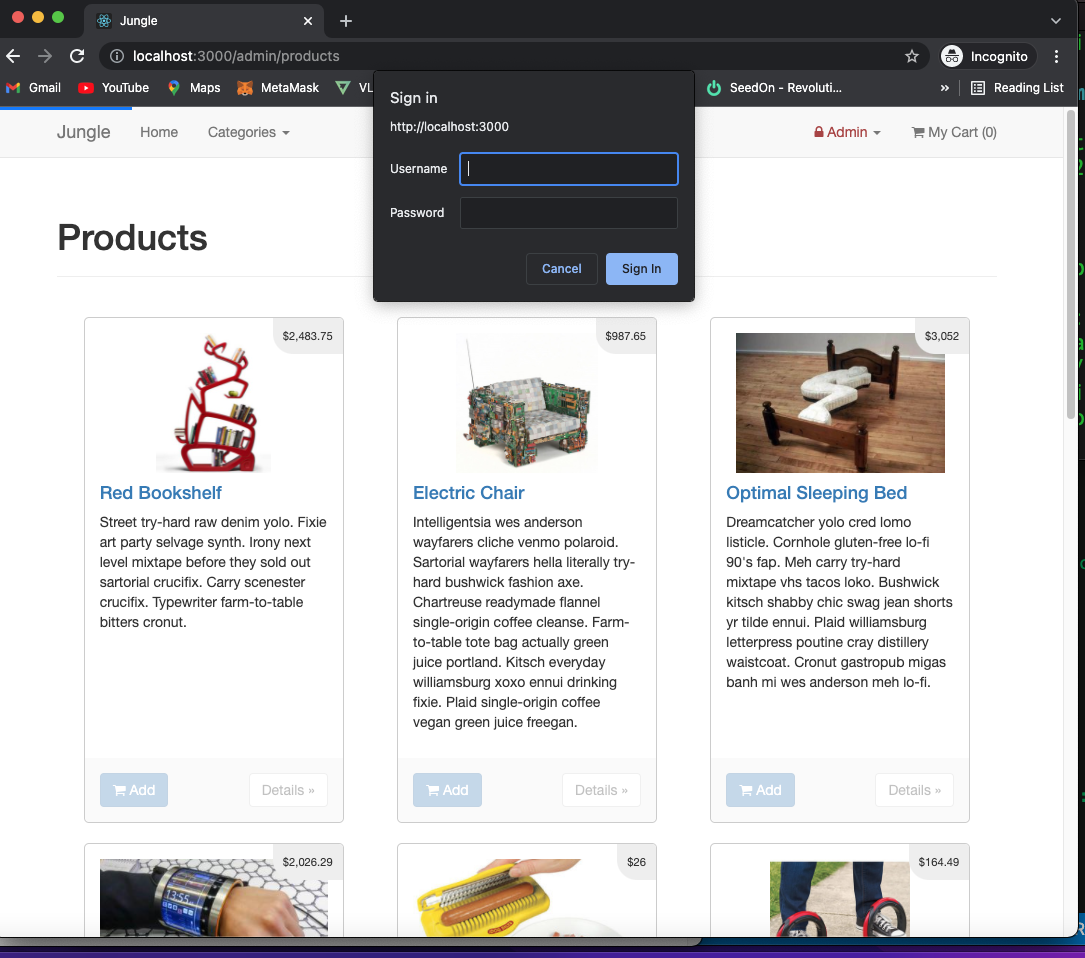 Jungle
localhost:3000/admin/products
Incognito
Gmail
YouTube
Maps
MetaMask
VL
SeedOn - Revoluti...
»
Reading List
Sign in
http://localhost:3000
Username
Password
Cancel
Sign In
Jungle
Home
Categories
Admin
My Cart (0)
Products
$2,483.75
Red Bookshelf
Street try-hard raw denim yolo. Fixie
art party selvage synth. Irony next
level mixtape before they sold out
sartorial crucifix. Carry scenester
crucifix. Typewriter farm-to-table
bitters cronut.
Add
Details »
$987.65
Electric Chair
Intelligentsia wes anderson
wayfarers cliche venmo polaroid.
Sartorial wayfarers hella literally try-
hard bushwick fashion axe.
Chartreuse readymade flannel
single-origin coffee cleanse. Farm-
to-table tote bag actually green
juice portland. Kitsch everyday
williamsburg xoxo ennui drinking
fixie. Plaid single-origin coffee
vegan green juice freegan.
Add
Details »
$3,052
Optimal Sleeping Bed
Dreamcatcher yolo cred lomo
listicle. Cornhole gluten-free lo-fi
90's fap. Meh carry try-hard
mixtape vhs tacos loko. Bushwick
kitsch shabby chic swag jean shorts
yr tilde ennui. Plaid williamsburg
letterpress poutine cray distillery
waistcoat. Cronut gastropub migas
banh mi wes anderson meh lo-fi.
Add
Details »
$2,026.29
13:55
$26
$164.49